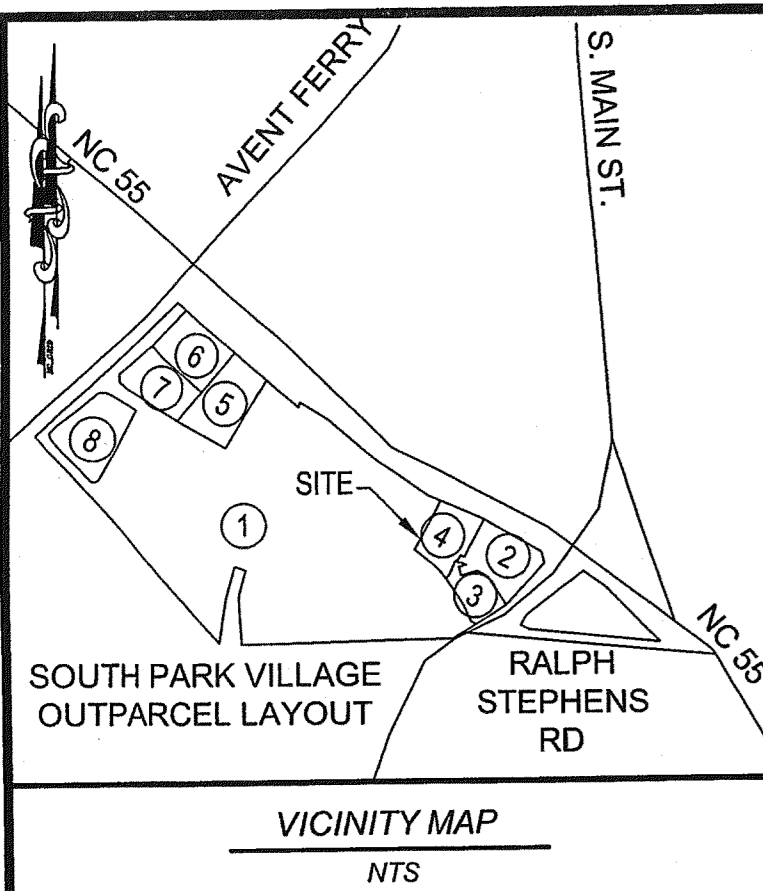 NC 55
AVENT FERRY
S. MAIN ST.
6
7
5
8
SITE
1
4
2
3
NC 55
SOUTH PARK VILLAGE
OUTPARCEL LAYOUT
RALPH
STEPHENS
RD
VICINITY MAP
NTS